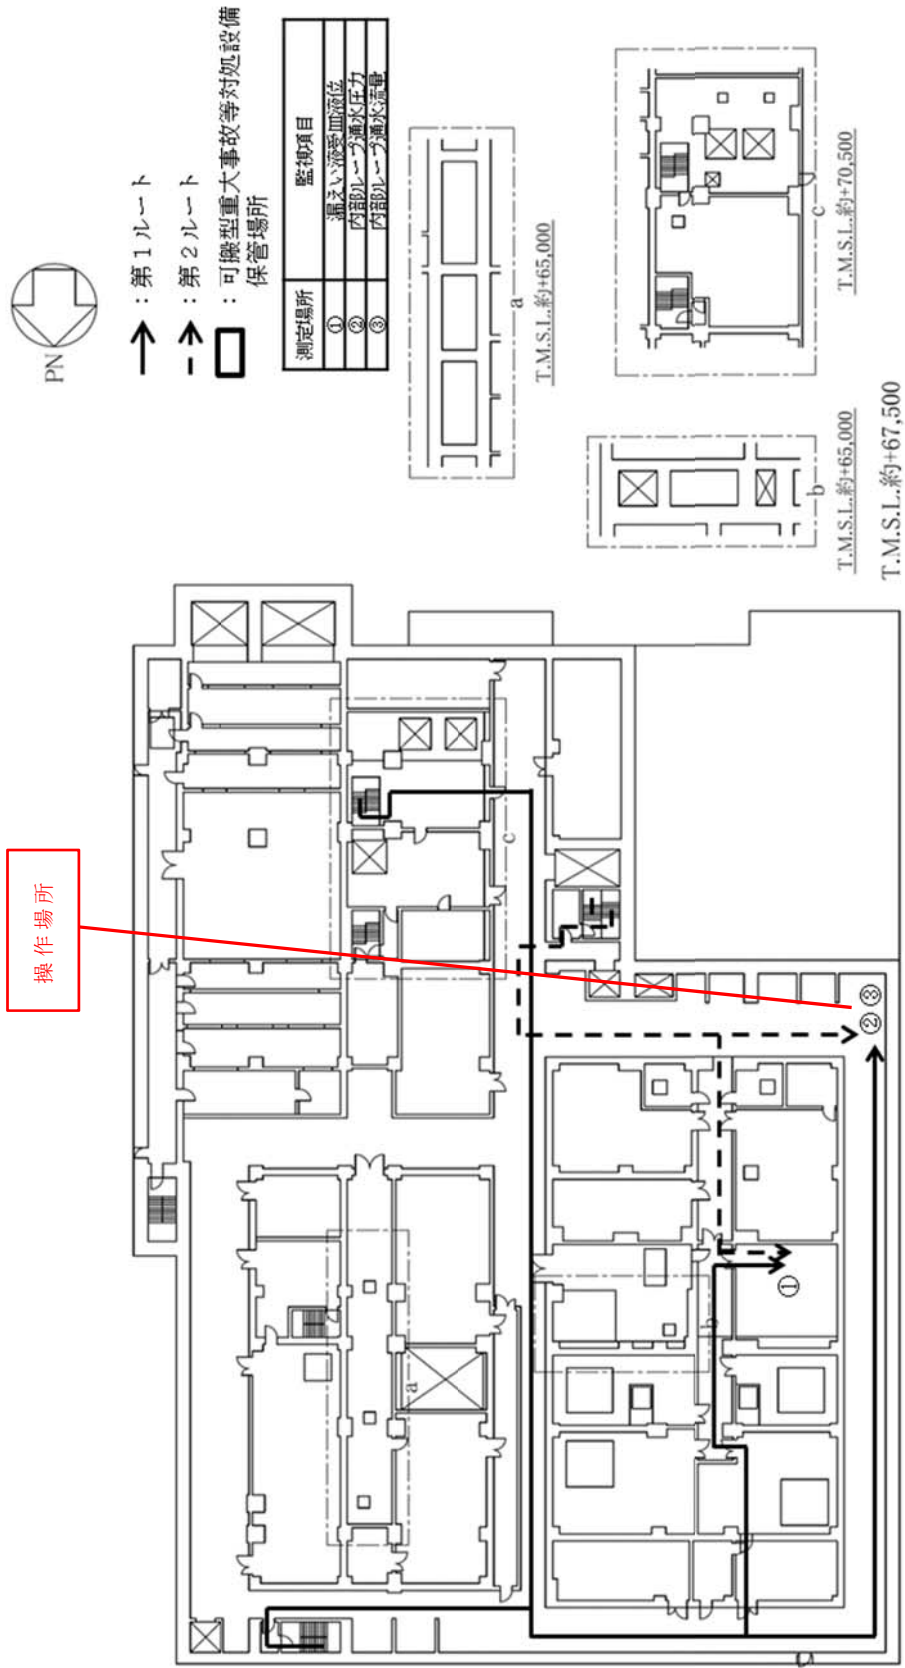 PN
：第１ルート
：第２ルート
：可搬型重大事故等対処設備
保管場所
測定場所 監視項目
① 漏えい液受皿液位
② 内部ループ通水圧力
③ 内部ループ通水流量
a
T.M.S.L.約+65,000
c
T.M.S.L.約+70,500
b
T.M.S.L.約+65,000
T.M.S.L.約+67,500
操作場所
c
a
b
①
②
③